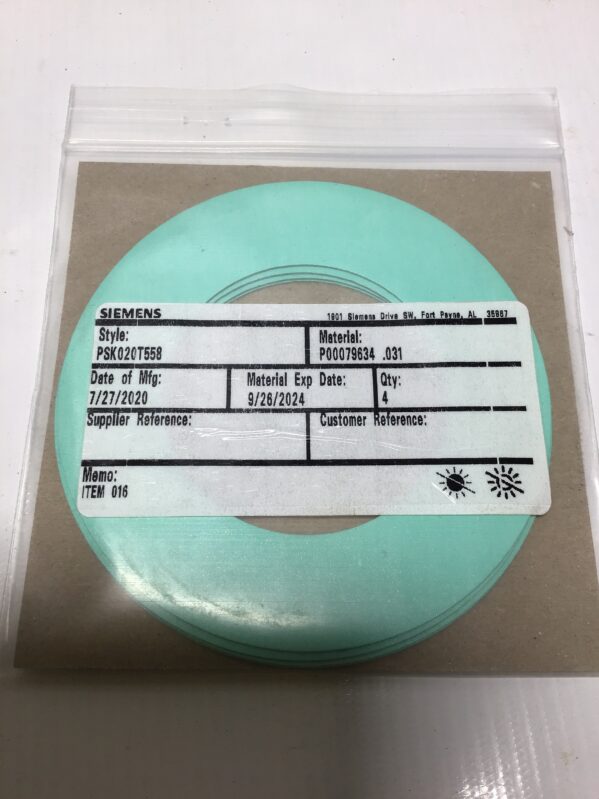 SIEMENS 1901 Siemens Drive SW, Fort Payne, AL 35967
Style: Material:
PSK020T558 P00079634 .031
Date of Mfg: Material Exp Date: Qty:
7/27/2020 9/26/2024 4
Supplier Reference: Customer Reference:
Memo:
ITEM 016